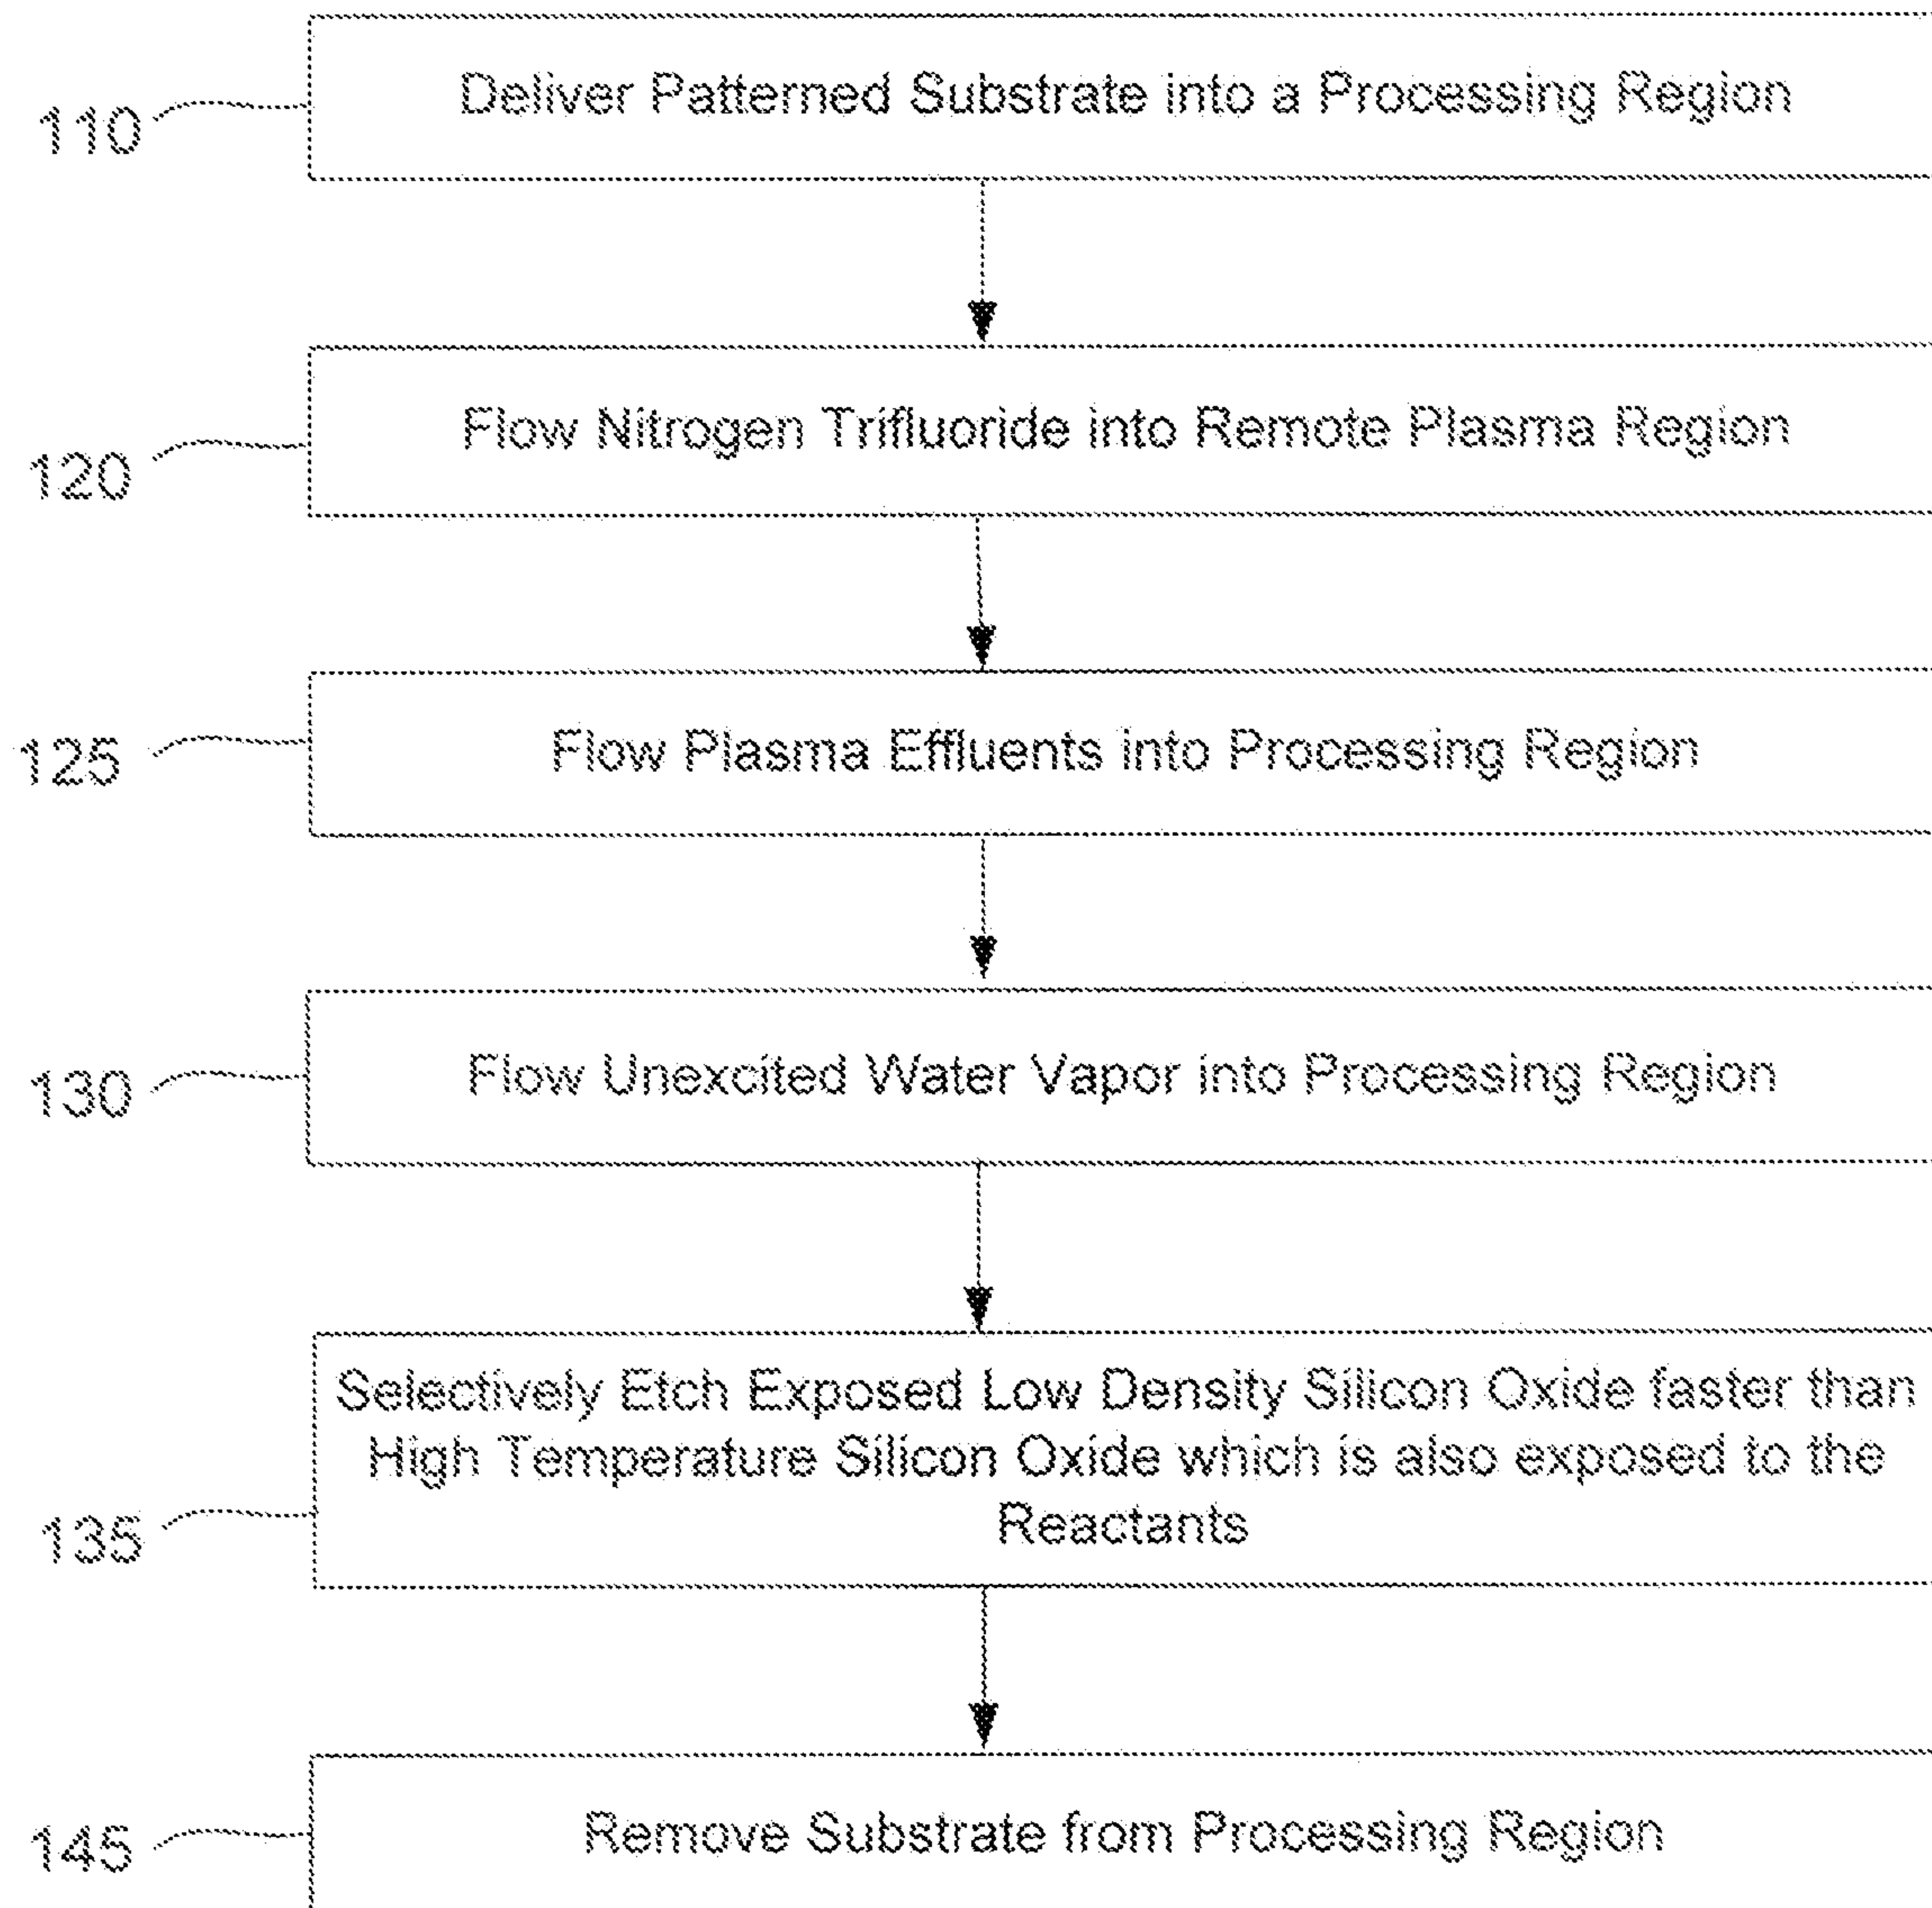 110
Deliver Patterned Substrate into a Processing Region
120
Flow Nitrogen Trifluoride into Remote Plasma Region
125
Flow Plasma Effluents into Processing Region
130
Flow Unexcited Water Vapor into Processing Region
135
Selectively Etch Exposed Low Density Silicon Oxide faster than
High Temperature Silicon Oxide which is also exposed to the
Reactants
145
Remove Substrate from Processing Region